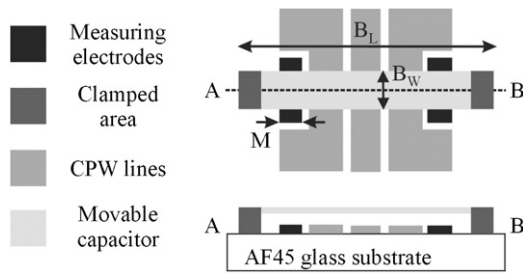 Measuring
electrodes
Clamped
area
CPW lines
Movable
capacitor
B_L
A
B_W
B
M
A
B
AF45 glass substrate